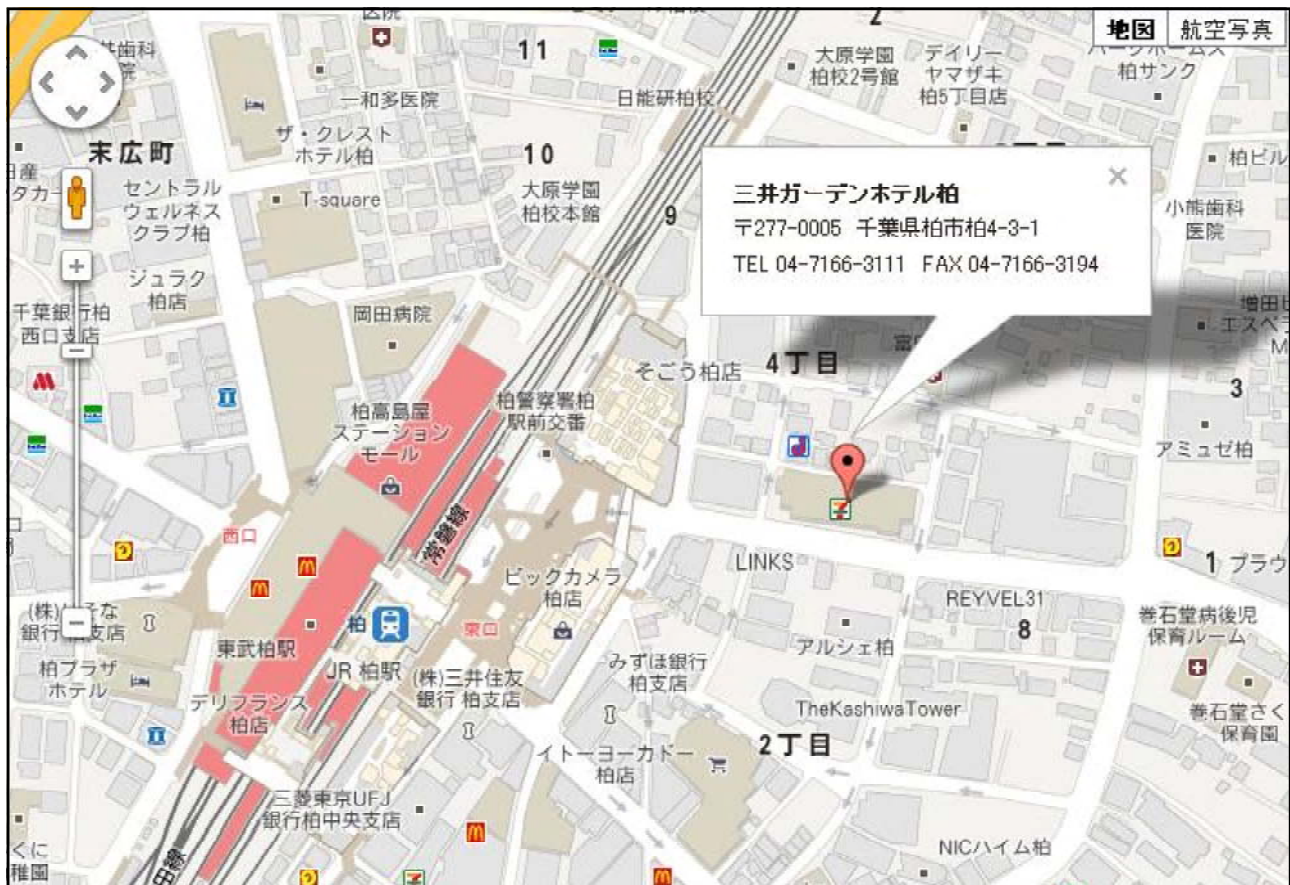 医院
11
2
地図
航空写真
大原学園
柏校2号館
デイリー
ヤマザキ
柏5丁目店
パークホームズ
柏サンク
井歯科
一和多医院
日能研柏校
末広町
ザ・クレスト
ホテル柏
10
大原学園
柏校本館
9
セントラル
ウェルネス
クラブ柏
T-square
三井ガーデンホテル柏
〒277-0005 千葉県柏市柏4-3-1
TEL 04-7166-3111 FAX 04-7166-3194
柏ビル
小熊歯科
医院
ジュラク
柏店
千葉銀行柏
西口支店
岡田病院
そごう柏店
4丁目
3
柏高島屋
ステーション
モール
柏警察署柏
駅前交番
アミュゼ柏
西口
常磐線
ビックカメラ
柏店
LINKS
1
REYVEL31
8
巻石堂病後児
保育ルーム
柏
東口
東武柏駅
JR 柏駅
アルシェ柏
みずほ銀行
柏支店
(株)三井住友
銀行 柏支店
柏プラザ
ホテル
デリフランス
柏店
TheKashiwaTower
巻石堂さく
保育園
2丁目
イトーヨーカドー
柏店
三菱東京UFJ
銀行柏中央支店
NICハイム柏
田線